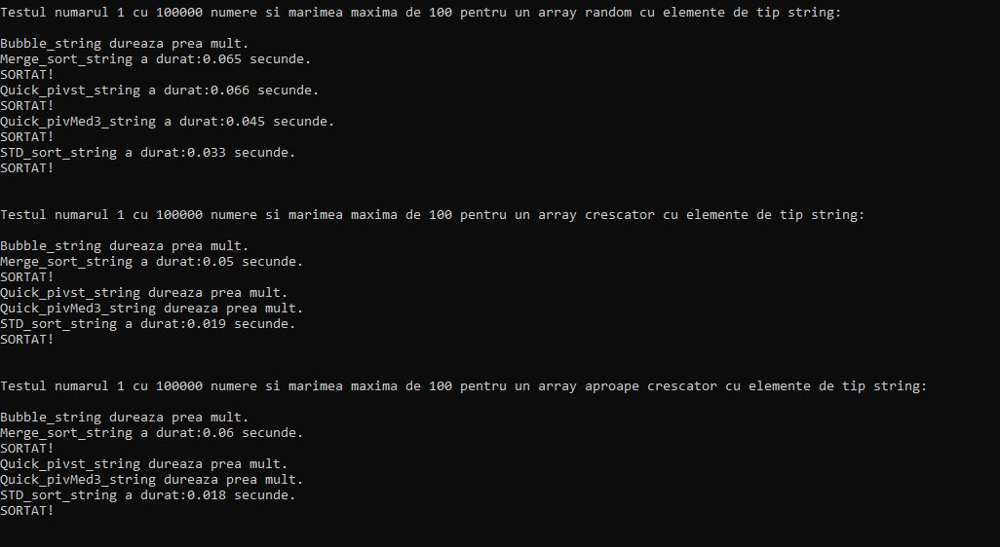 Testul numarul 1 cu 100000 numere si marimea maxima de 100 pentru un array random cu elemente de tip string:
Bubble_string dureaza prea mult.
Merge_sort_string a durat:0.065 secunde.
SORTAT!
Quick_pivst_string a durat:0.066 secunde.
SORTAT!
Quick_pivMed3_string a durat:0.045 secunde.
SORTAT!
STD_sort_string a durat:0.033 secunde.
SORTAT!
Testul numarul 1 cu 100000 numere si marimea maxima de 100 pentru un array crescator cu elemente de tip string:
Bubble_string dureaza prea mult.
Merge_sort_string a durat:0.05 secunde.
SORTAT!
Quick_pivst_string dureaza prea mult.
Quick_pivMed3_string dureaza prea mult.
STD_sort_string a durat:0.019 secunde.
SORTAT!
Testul numarul 1 cu 100000 numere si marimea maxima de 100 pentru un array aproape crescator cu elemente de tip string:
Bubble_string dureaza prea mult.
Merge_sort_string a durat:0.06 secunde.
SORTAT!
Quick_pivst_string dureaza prea mult.
Quick_pivMed3_string dureaza prea mult.
STD_sort_string a durat:0.018 secunde.
SORTAT!